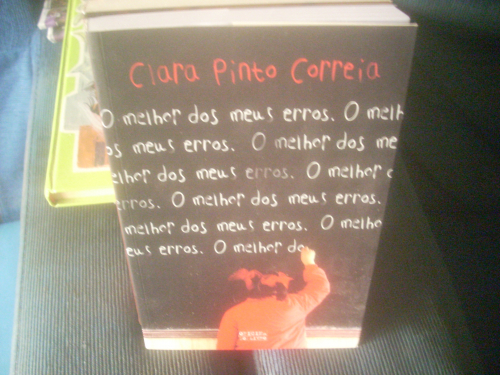 Clara Pinto Correia
O melhor dos meus erros. O melh
os meus erros. O melhor dos me
elhor dos meus erros. O melhor d
erros. O melhor dos meus erros.
melhor dos meus erros. O melho
eus erros. O melhor do